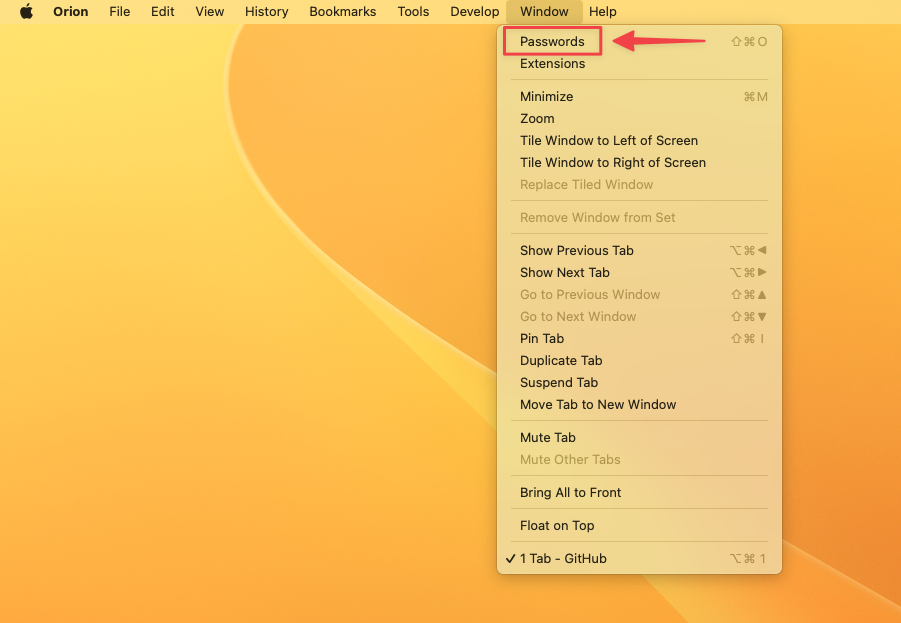 Orion File Edit View History Bookmarks Tools Develop Window Help
Passwords ⇧⌘O
Extensions
Minimize ⌘M
Zoom
Tile Window to Left of Screen
Tile Window to Right of Screen
Replace Tiled Window
Remove Window from Set
Show Previous Tab ⌥⌘◀
Show Next Tab ⌥⌘▶
Go to Previous Window ⇧⌘▲
Go to Next Window ⇧⌘▼
Pin Tab ⇧⌘I
Duplicate Tab
Suspend Tab
Move Tab to New Window
Mute Tab
Mute Other Tabs
Bring All to Front
Float on Top
✓ 1 Tab - GitHub ⌥⌘1